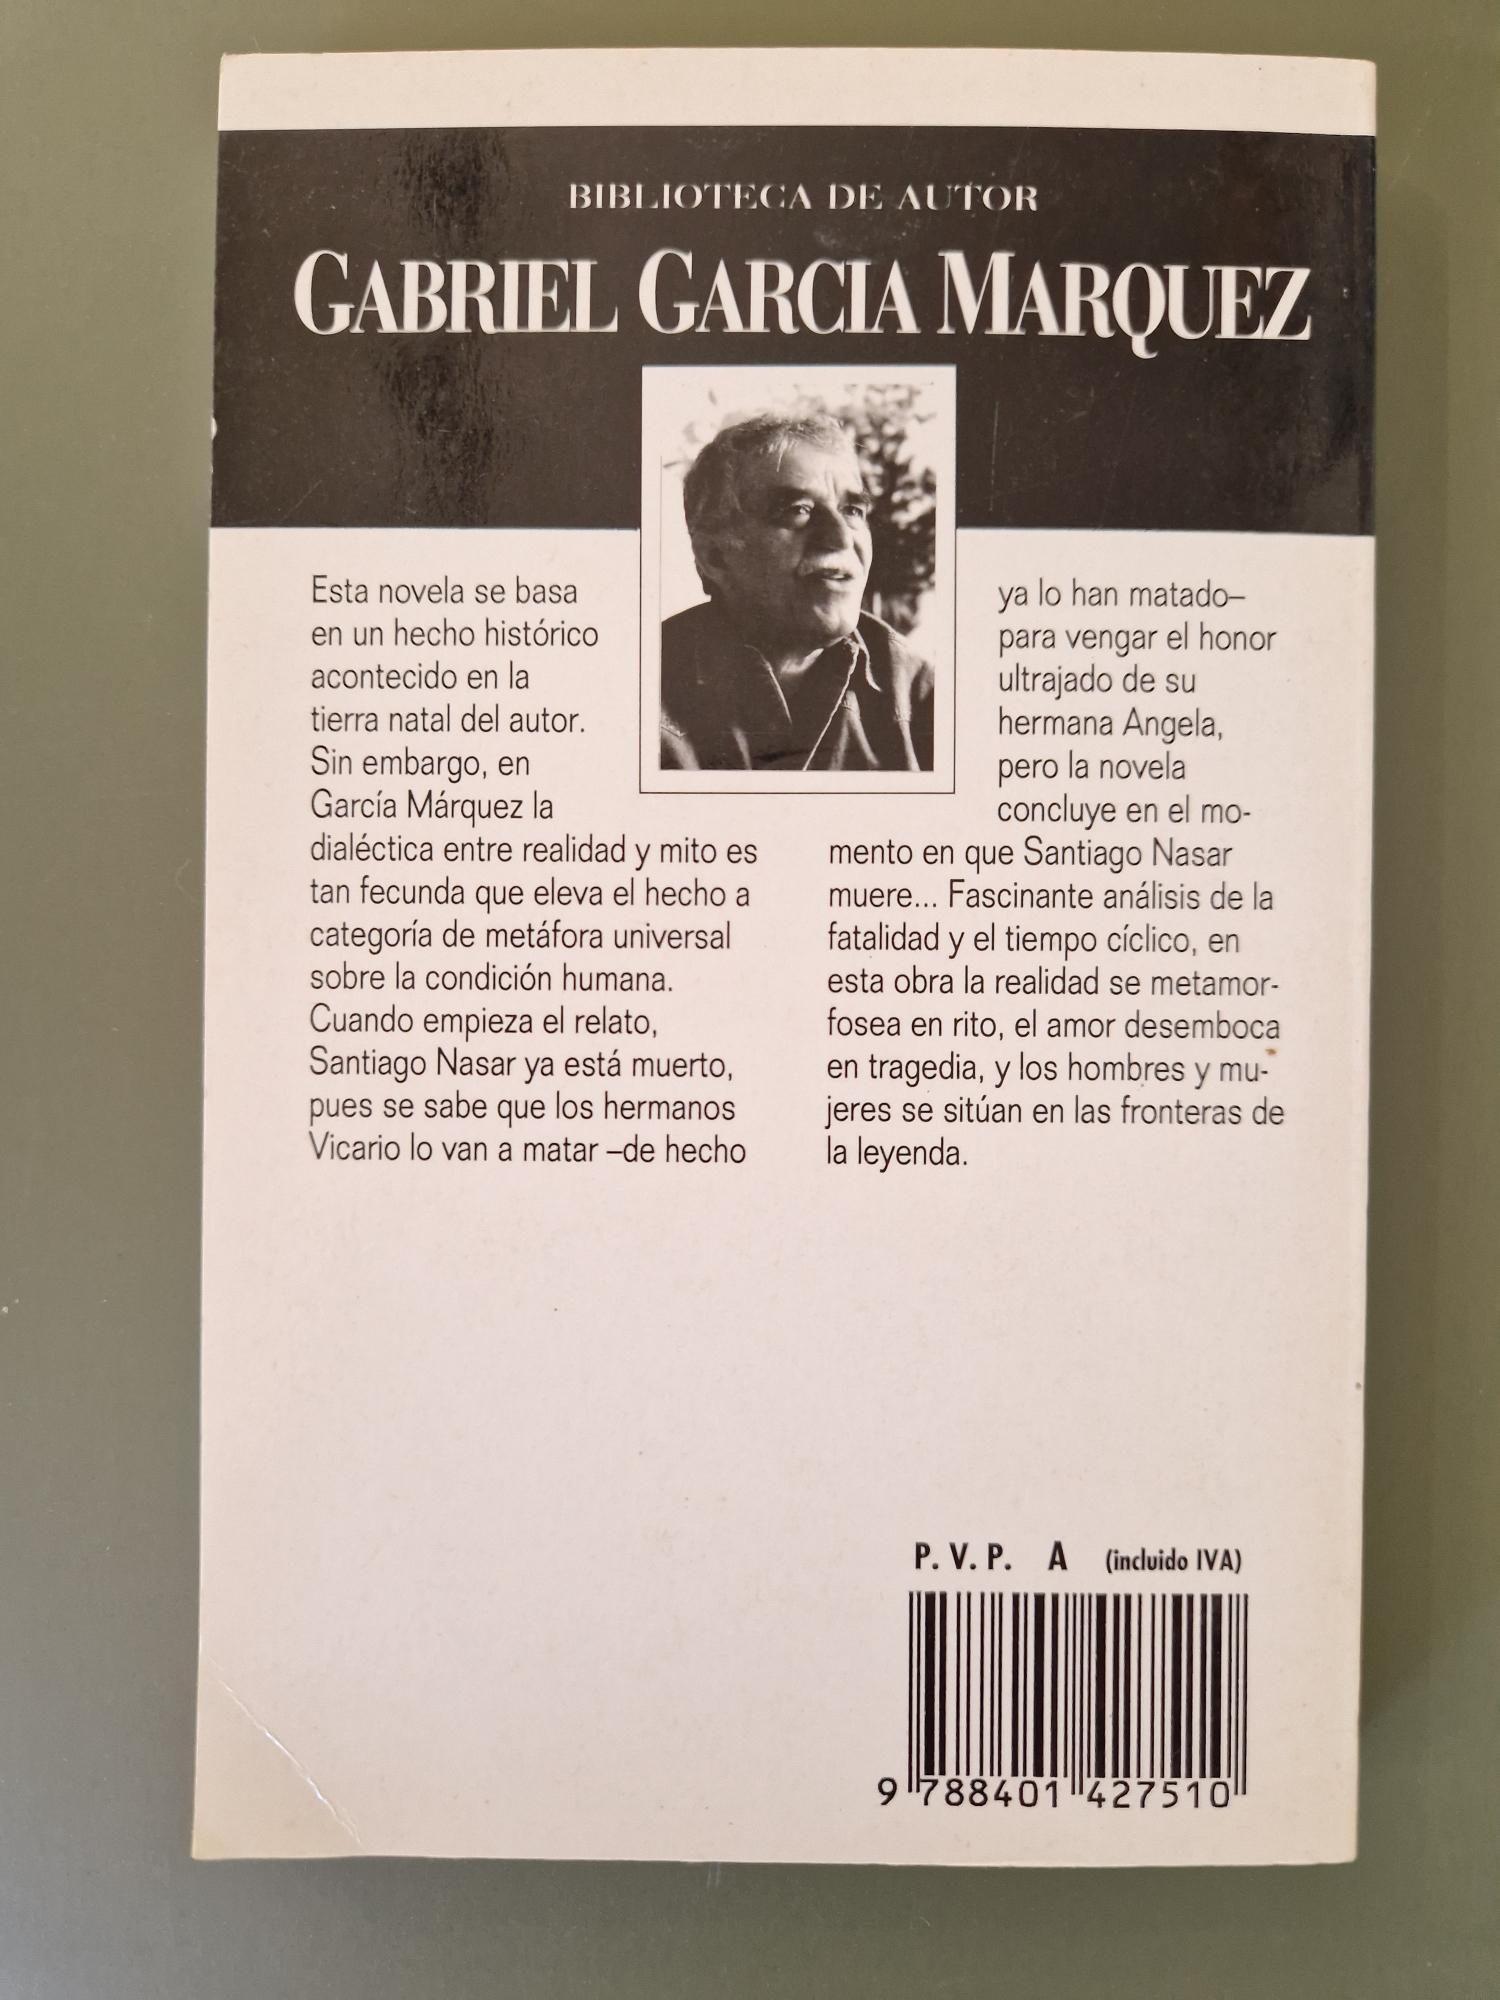 BIBLIOTECA DE AUTOR
GABRIEL GARCIA MARQUEZ
Esta novela se basa
en un hecho histórico
acontecido en la
tierra natal del autor.
Sin embargo, en
García Márquez la
dialéctica entre realidad y mito es
tan fecunda que eleva el hecho a
categoría de metáfora universal
sobre la condición humana.
Cuando empieza el relato,
Santiago Nasar ya está muerto,
pues se sabe que los hermanos
Vicario lo van a matar –de hecho
ya lo han matado–
para vengar el honor
ultrajado de su
hermana Angela,
pero la novela
concluye en el mo-
mento en que Santiago Nasar
muere... Fascinante análisis de la
fatalidad y el tiempo cíclico, en
esta obra la realidad se metamor-
fosea en rito, el amor desemboca
en tragedia, y los hombres y mu-
jeres se sitúan en las fronteras de
la leyenda.
P. V. P. A (incluido IVA)
9 788401 427510